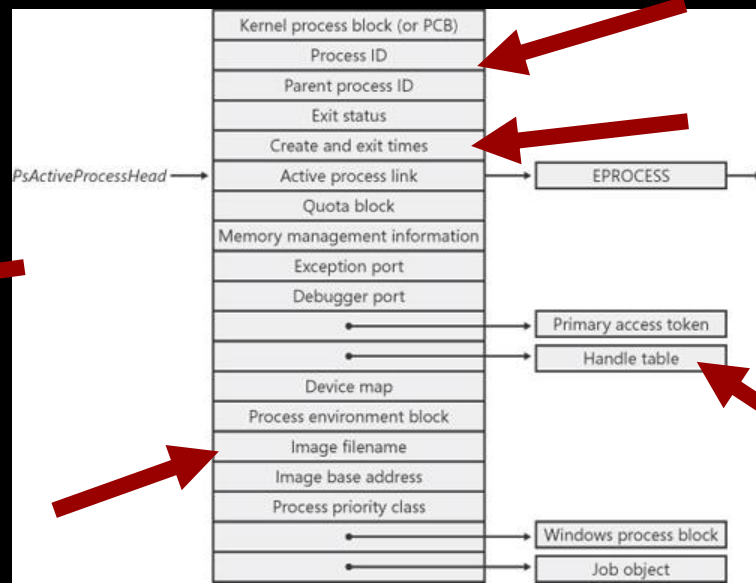 Kernel process block (or PCB)
Process ID
Parent process ID
Exit status
Create and exit times
PsActiveProcessHead
Active process link
EPROCESS
Quota block
Memory management information
Exception port
Debugger port
Primary access token
Handle table
Device map
Process environment block
Image filename
Image base address
Process priority class
Windows process block
Job object